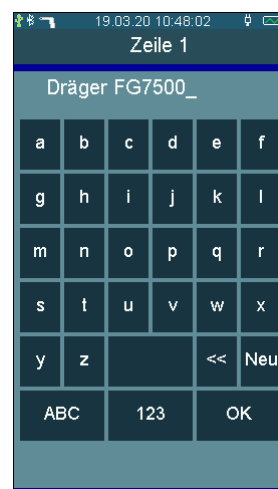 19.03.20 10:48:02
Zeile 1
Dräger FG7500_
a b c d e f
g h i j k l
m n o p q r
s t u v w x
y z << Neu
ABC 123 OK